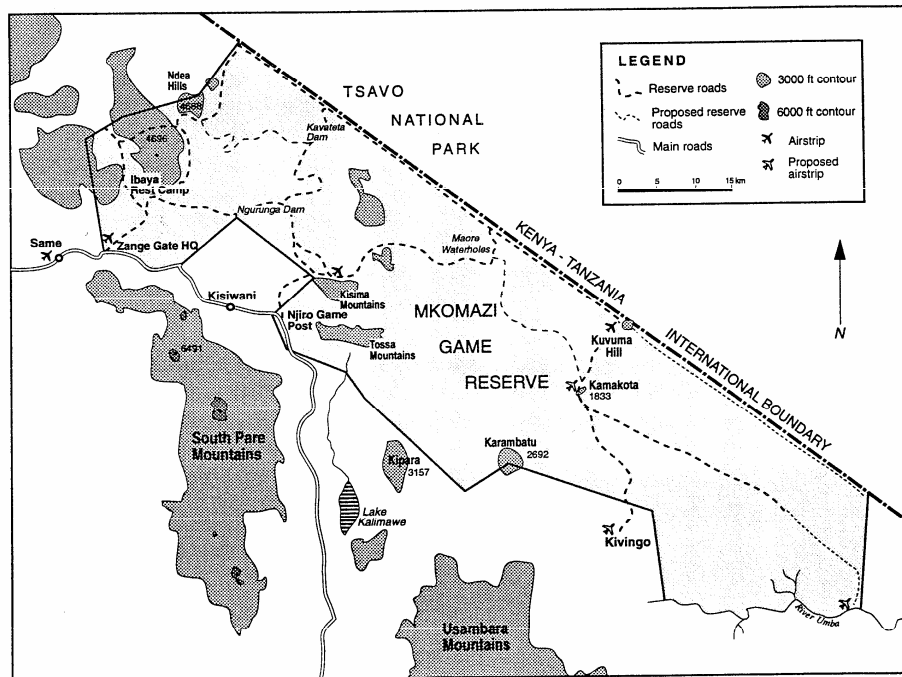 TSAVO
NATIONAL
PARK
LEGEND
Reserve roads
Proposed reserve
roads
Main roads
3000 ft contour
6000 ft contour
Airstrip
Proposed
airstrip
0 5 10 15 km
Ndea
Hills
4688
Kavateta
Dam
Ibaya
Rest Camp
Ngurunga Dam
Same
Zange Gate HQ
Maore
Waterholes
KENYA - TANZANIA
INTERNATIONAL BOUNDARY
N
Kisiwani
Kisima
Mountains
Njiro Game
Post
Tossa
Mountains
MKOMAZI
GAME
RESERVE
Kuvuma
Hill
Kamakota
1833
South Pare
Mountains
Kipara
3157
Karambatu
2692
Lake
Kalimawe
Kivingo
River Umba
Usambara
Mountains